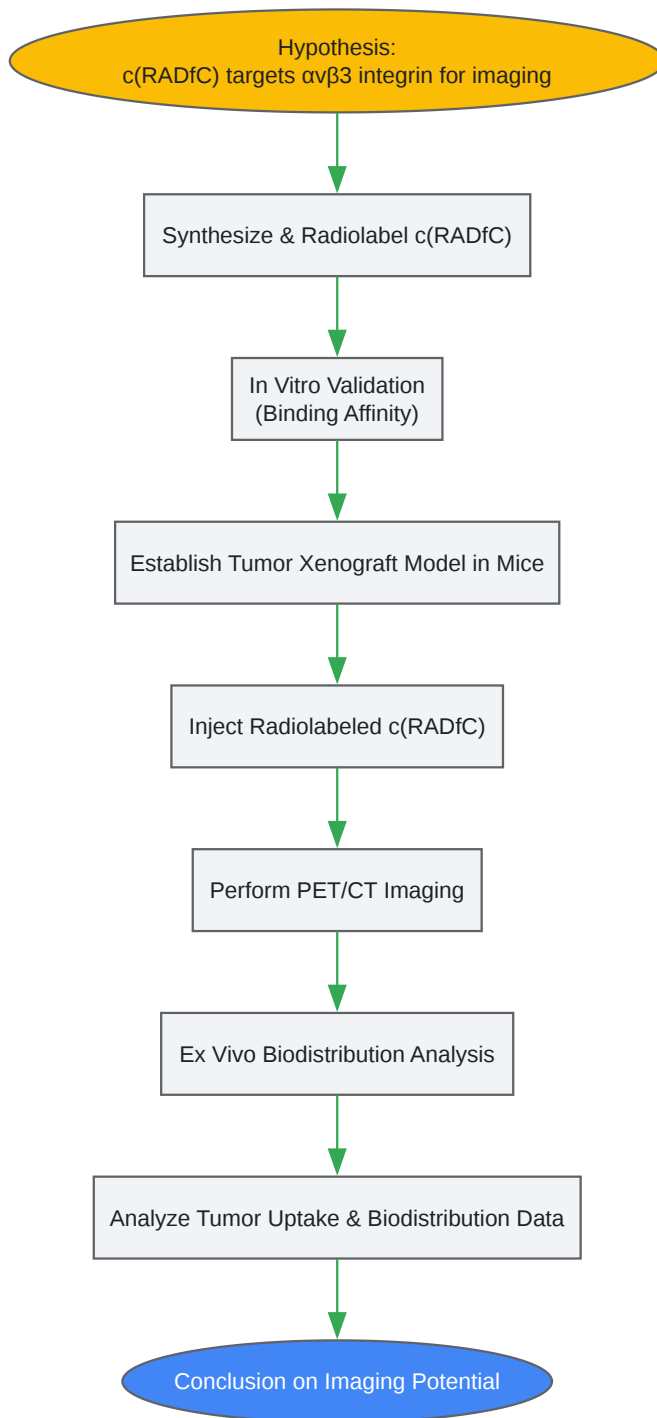 Hypothesis:
c(RADfC) targets αvβ3 integrin for imaging
Synthesize & Radiolabel c(RADfC)
In Vitro Validation
(Binding Affinity)
Establish Tumor Xenograft Model in Mice
Inject Radiolabeled c(RADfC)
Perform PET/CT Imaging
Ex Vivo Biodistribution Analysis
Analyze Tumor Uptake & Biodistribution Data
Conclusion on Imaging Potential